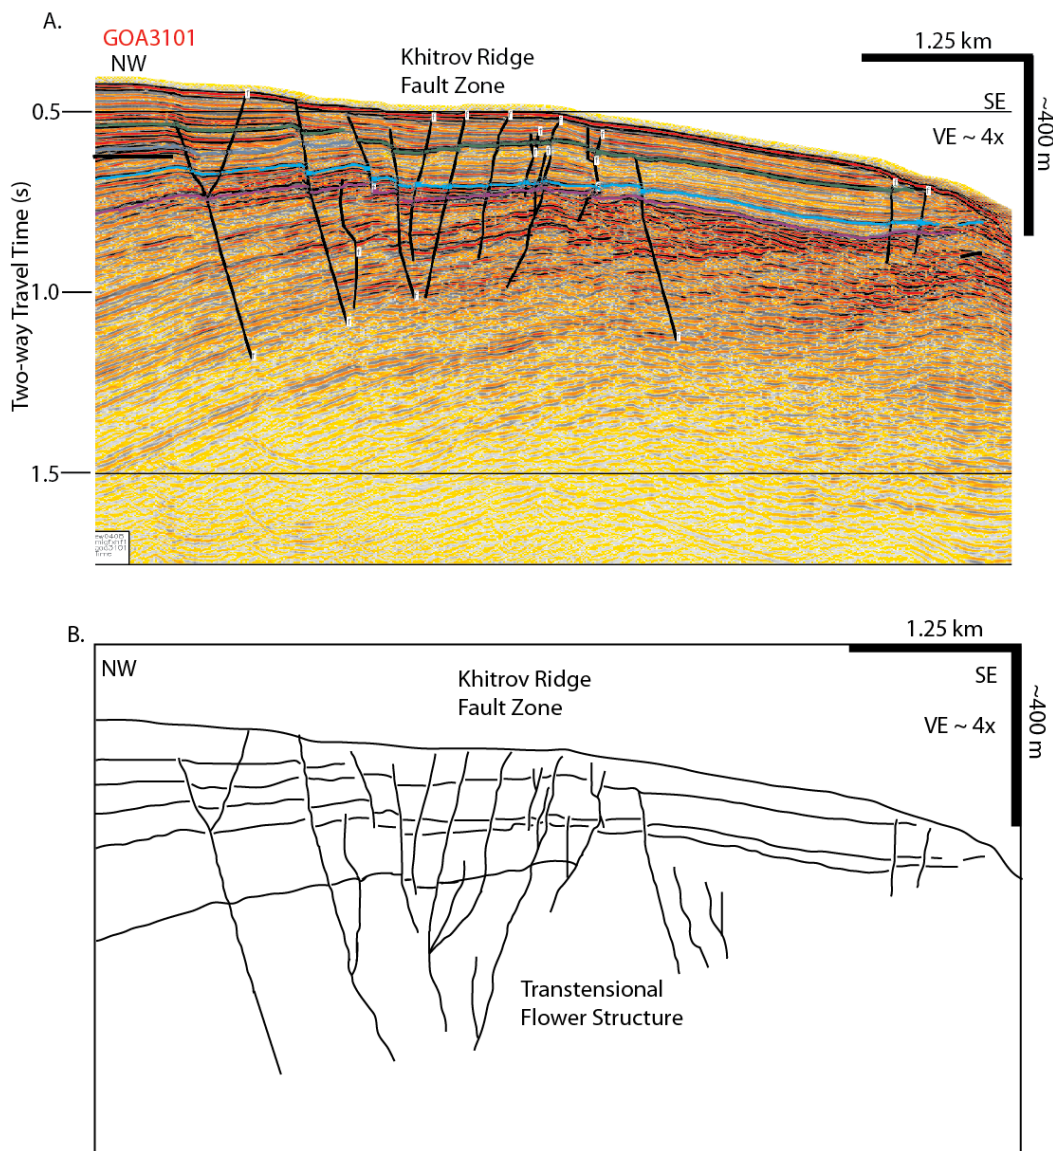 A.
GOA3101
NW
Khitrov Ridge
Fault Zone
1.25 km
SE
VE ~ 4x
~400 m
0.5
1.0
1.5
Two-way Travel Time (s)
B.
NW
Khitrov Ridge
Fault Zone
1.25 km
SE
VE ~ 4x
~400 m
Transtensional
Flower Structure